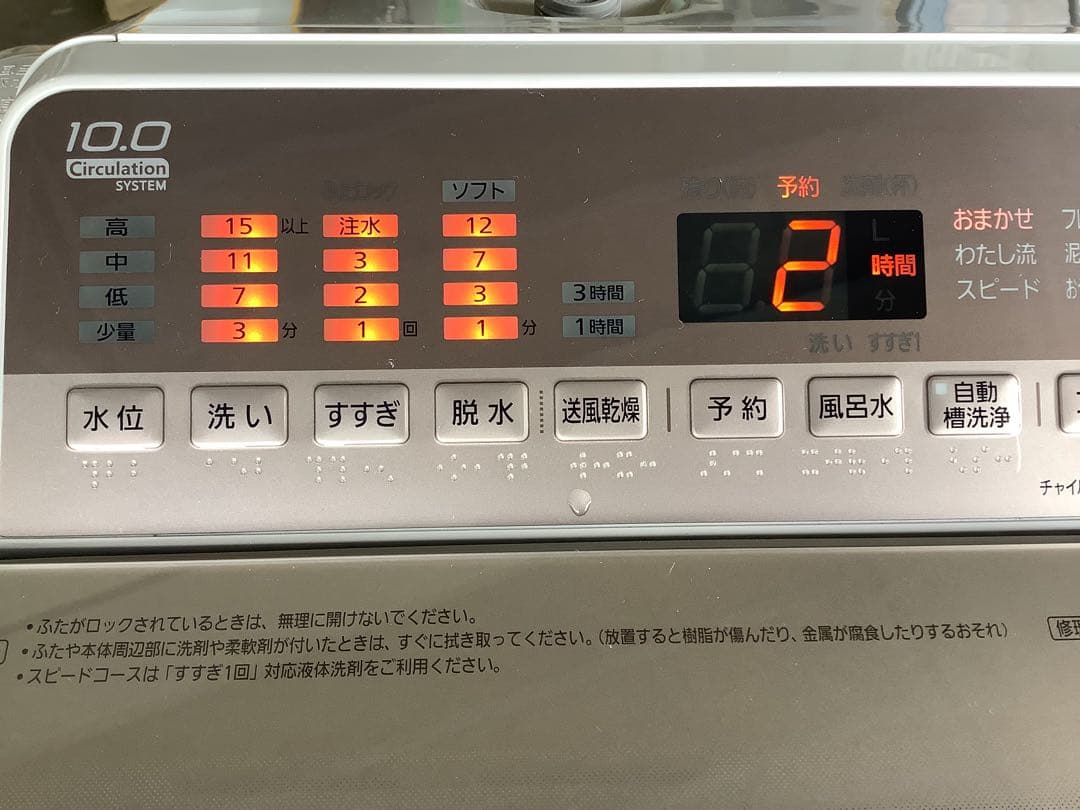 10.0
Circulation
SYSTEM
ソフト
予約
高 15 以上 注水 12
中 11 3 7
低 7 2 3 3時間
少量 3 分 1 回 1 分 1時間
2 L
時間
分
おまかせ
わたし流
スピード
洗い すすぎ1
水位 洗い すすぎ 脱水 送風乾燥 予約 風呂水 自動
槽洗浄
チャイル
•ふたがロックされているときは、無理に開けないでください。
•ふたや本体周辺部に洗剤や柔軟剤が付いたときは、すぐに拭き取ってください。(放置すると樹脂が傷んだり、金属が腐食したりするおそれ)
•スピードコースは「すすぎ1回」対応液体洗剤をご利用ください。
修理